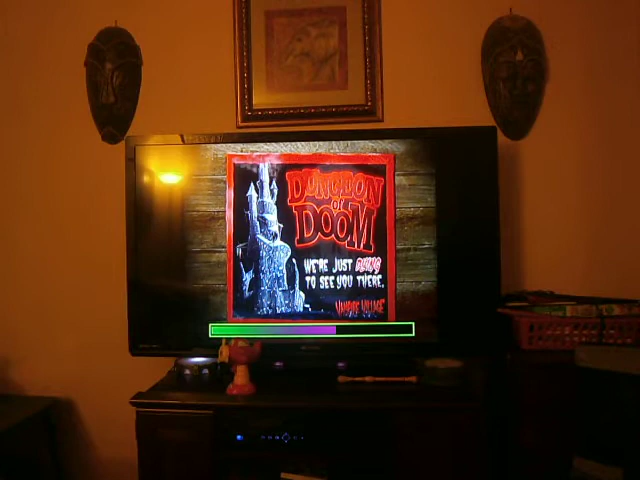 DUNGEON
OF
DOOM
WE'RE JUST DYING
TO SEE YOU THERE.
VAMPIRE VILLAGE